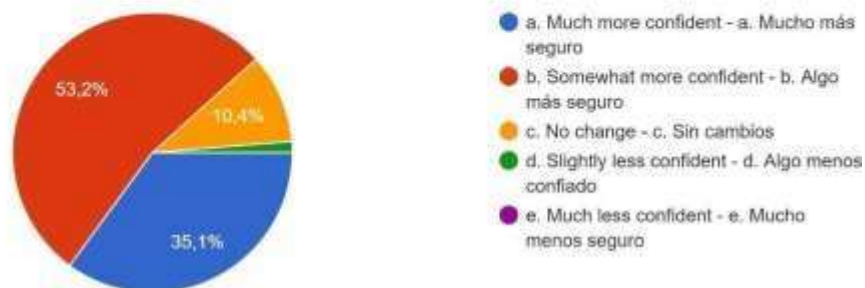 53,2%
10,4%
35,1%
a. Much more confident - a. Mucho más
seguro
b. Somewhat more confident - b. Algo
más seguro
c. No change - c. Sin cambios
d. Slightly less confident - d. Algo menos
confiado
e. Much less confident - e. Mucho
menos seguro